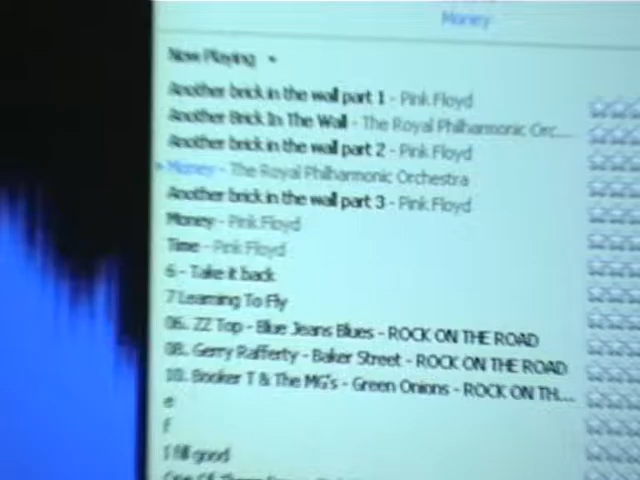 Money
Now Playing
Another brick in the wall part 1 - Pink Floyd
Another Brick In The Wall - The Royal Philharmonic Orc...
Another brick in the wall part 2 - Pink Floyd
Money - The Royal Philharmonic Orchestra
Another brick in the wall part 3 - Pink Floyd
Money - Pink Floyd
Time - Pink Floyd
6 - Take it back
7 Learning To Fly
06. ZZ Top - Blue Jeans Blues - ROCK ON THE ROAD
08. Gerry Rafferty - Baker Street - ROCK ON THE ROAD
10. Booker T & The MG's - Green Onions - ROCK ON TH...
e
f
I fill good
One Of These